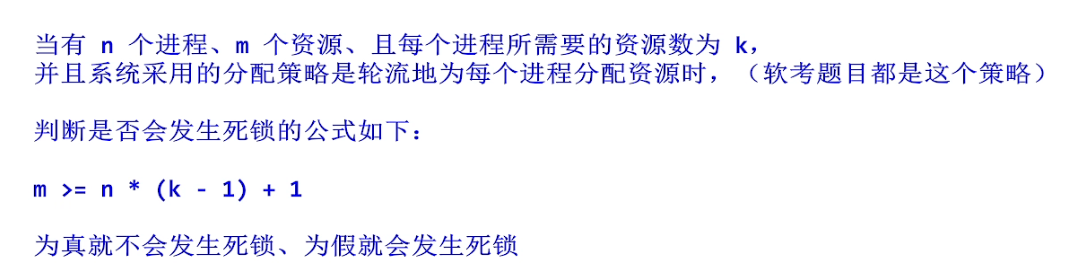 当有 n 个进程、m 个资源、且每个进程所需要的资源数为 k，
并且系统采用的分配策略是轮流地为每个进程分配资源时，（软考题目都是这个策略）
判断是否会发生死锁的公式如下：
m >= n * (k - 1) + 1
为真就不会发生死锁、为假就会发生死锁